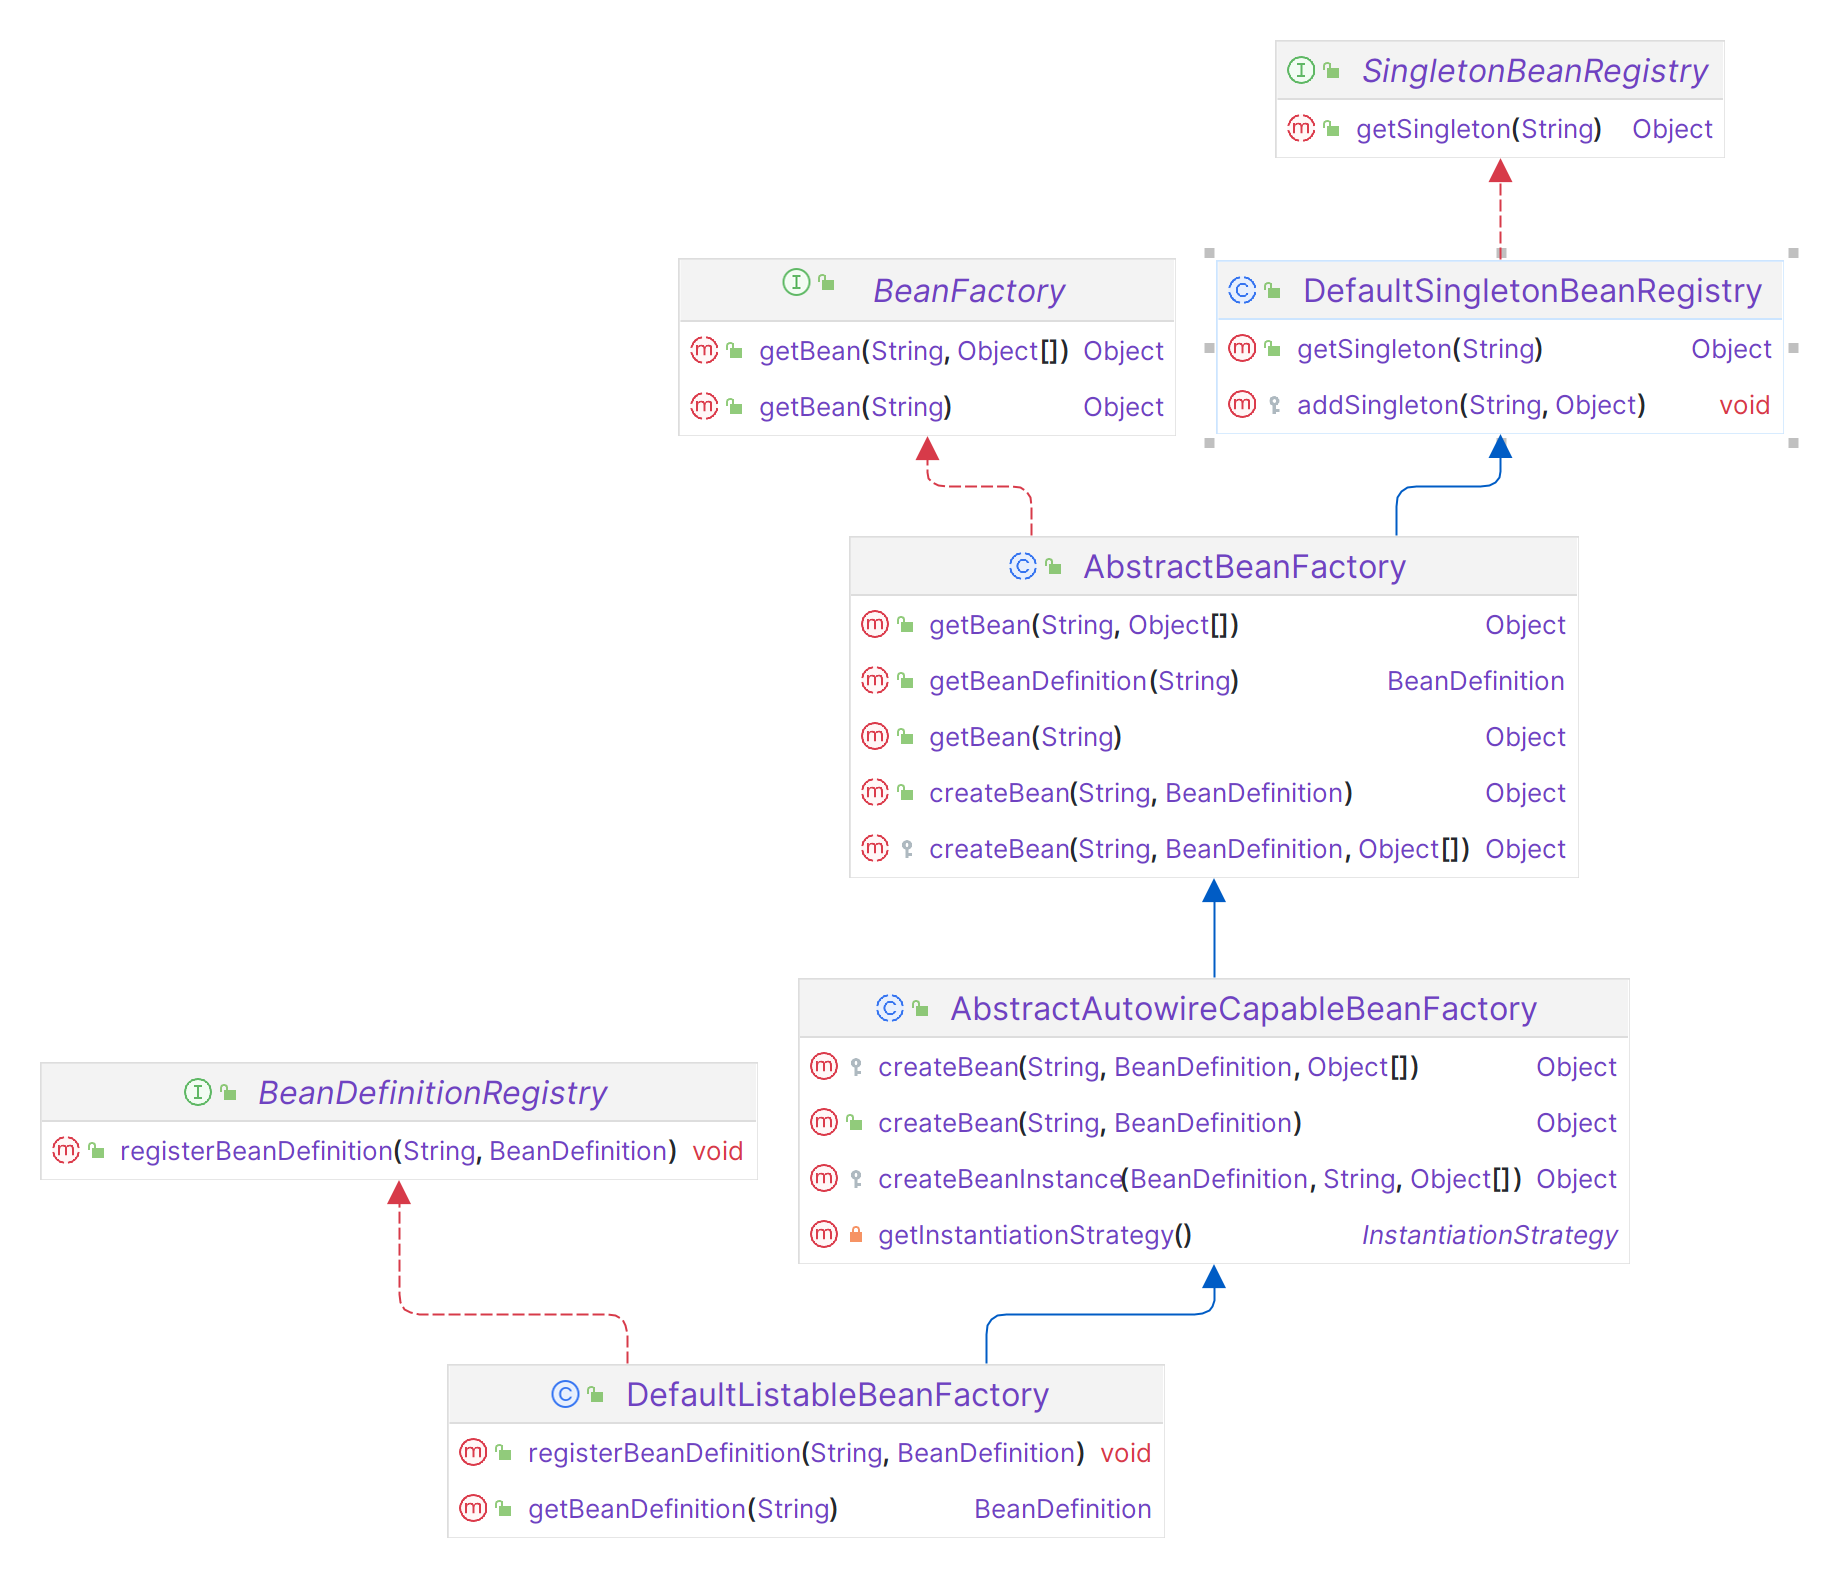 SingletonBeanRegistry
getSingleton(String) Object
BeanFactory
getBean(String, Object[]) Object
getBean(String) Object
DefaultSingletonBeanRegistry
getSingleton(String) Object
addSingleton(String, Object) void
AbstractBeanFactory
getBean(String, Object[]) Object
getBeanDefinition(String) BeanDefinition
getBean(String) Object
createBean(String, BeanDefinition) Object
createBean(String, BeanDefinition, Object[]) Object
AbstractAutowireCapableBeanFactory
createBean(String, BeanDefinition, Object[]) Object
createBean(String, BeanDefinition) Object
createBeanInstance(BeanDefinition, String, Object[]) Object
getInstantiationStrategy() InstantiationStrategy
BeanDefinitionRegistry
registerBeanDefinition(String, BeanDefinition) void
DefaultListableBeanFactory
registerBeanDefinition(String, BeanDefinition) void
getBeanDefinition(String) BeanDefinition